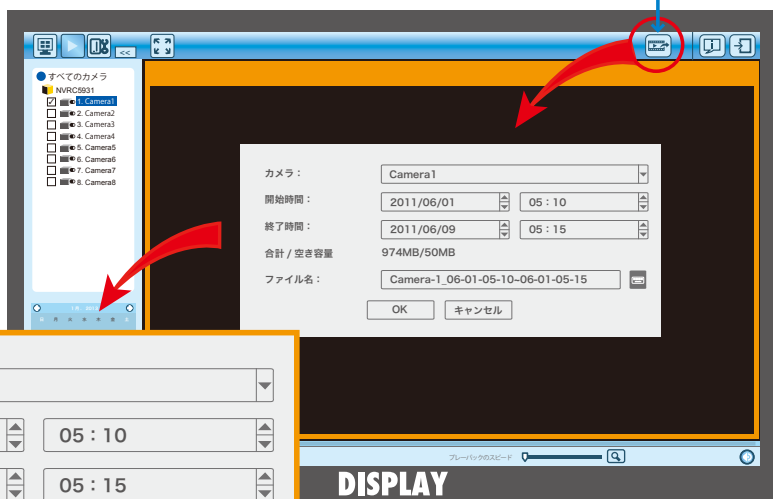 <<
すべてのカメラ
NVRC5931
1. Camera1
2. Camera2
3. Camera3
4. Camera4
5. Camera5
6. Camera6
7. Camera7
8. Camera8
カメラ： Camera1
開始時間： 2011/06/01 05：10
終了時間： 2011/06/09 05：15
合計 / 空き容量 974MB/50MB
ファイル名： Camera-1_06-01-05-10~06-01-05-15
OK キャンセル
05：10
05：15
プレーバックのスピード
DISPLAY